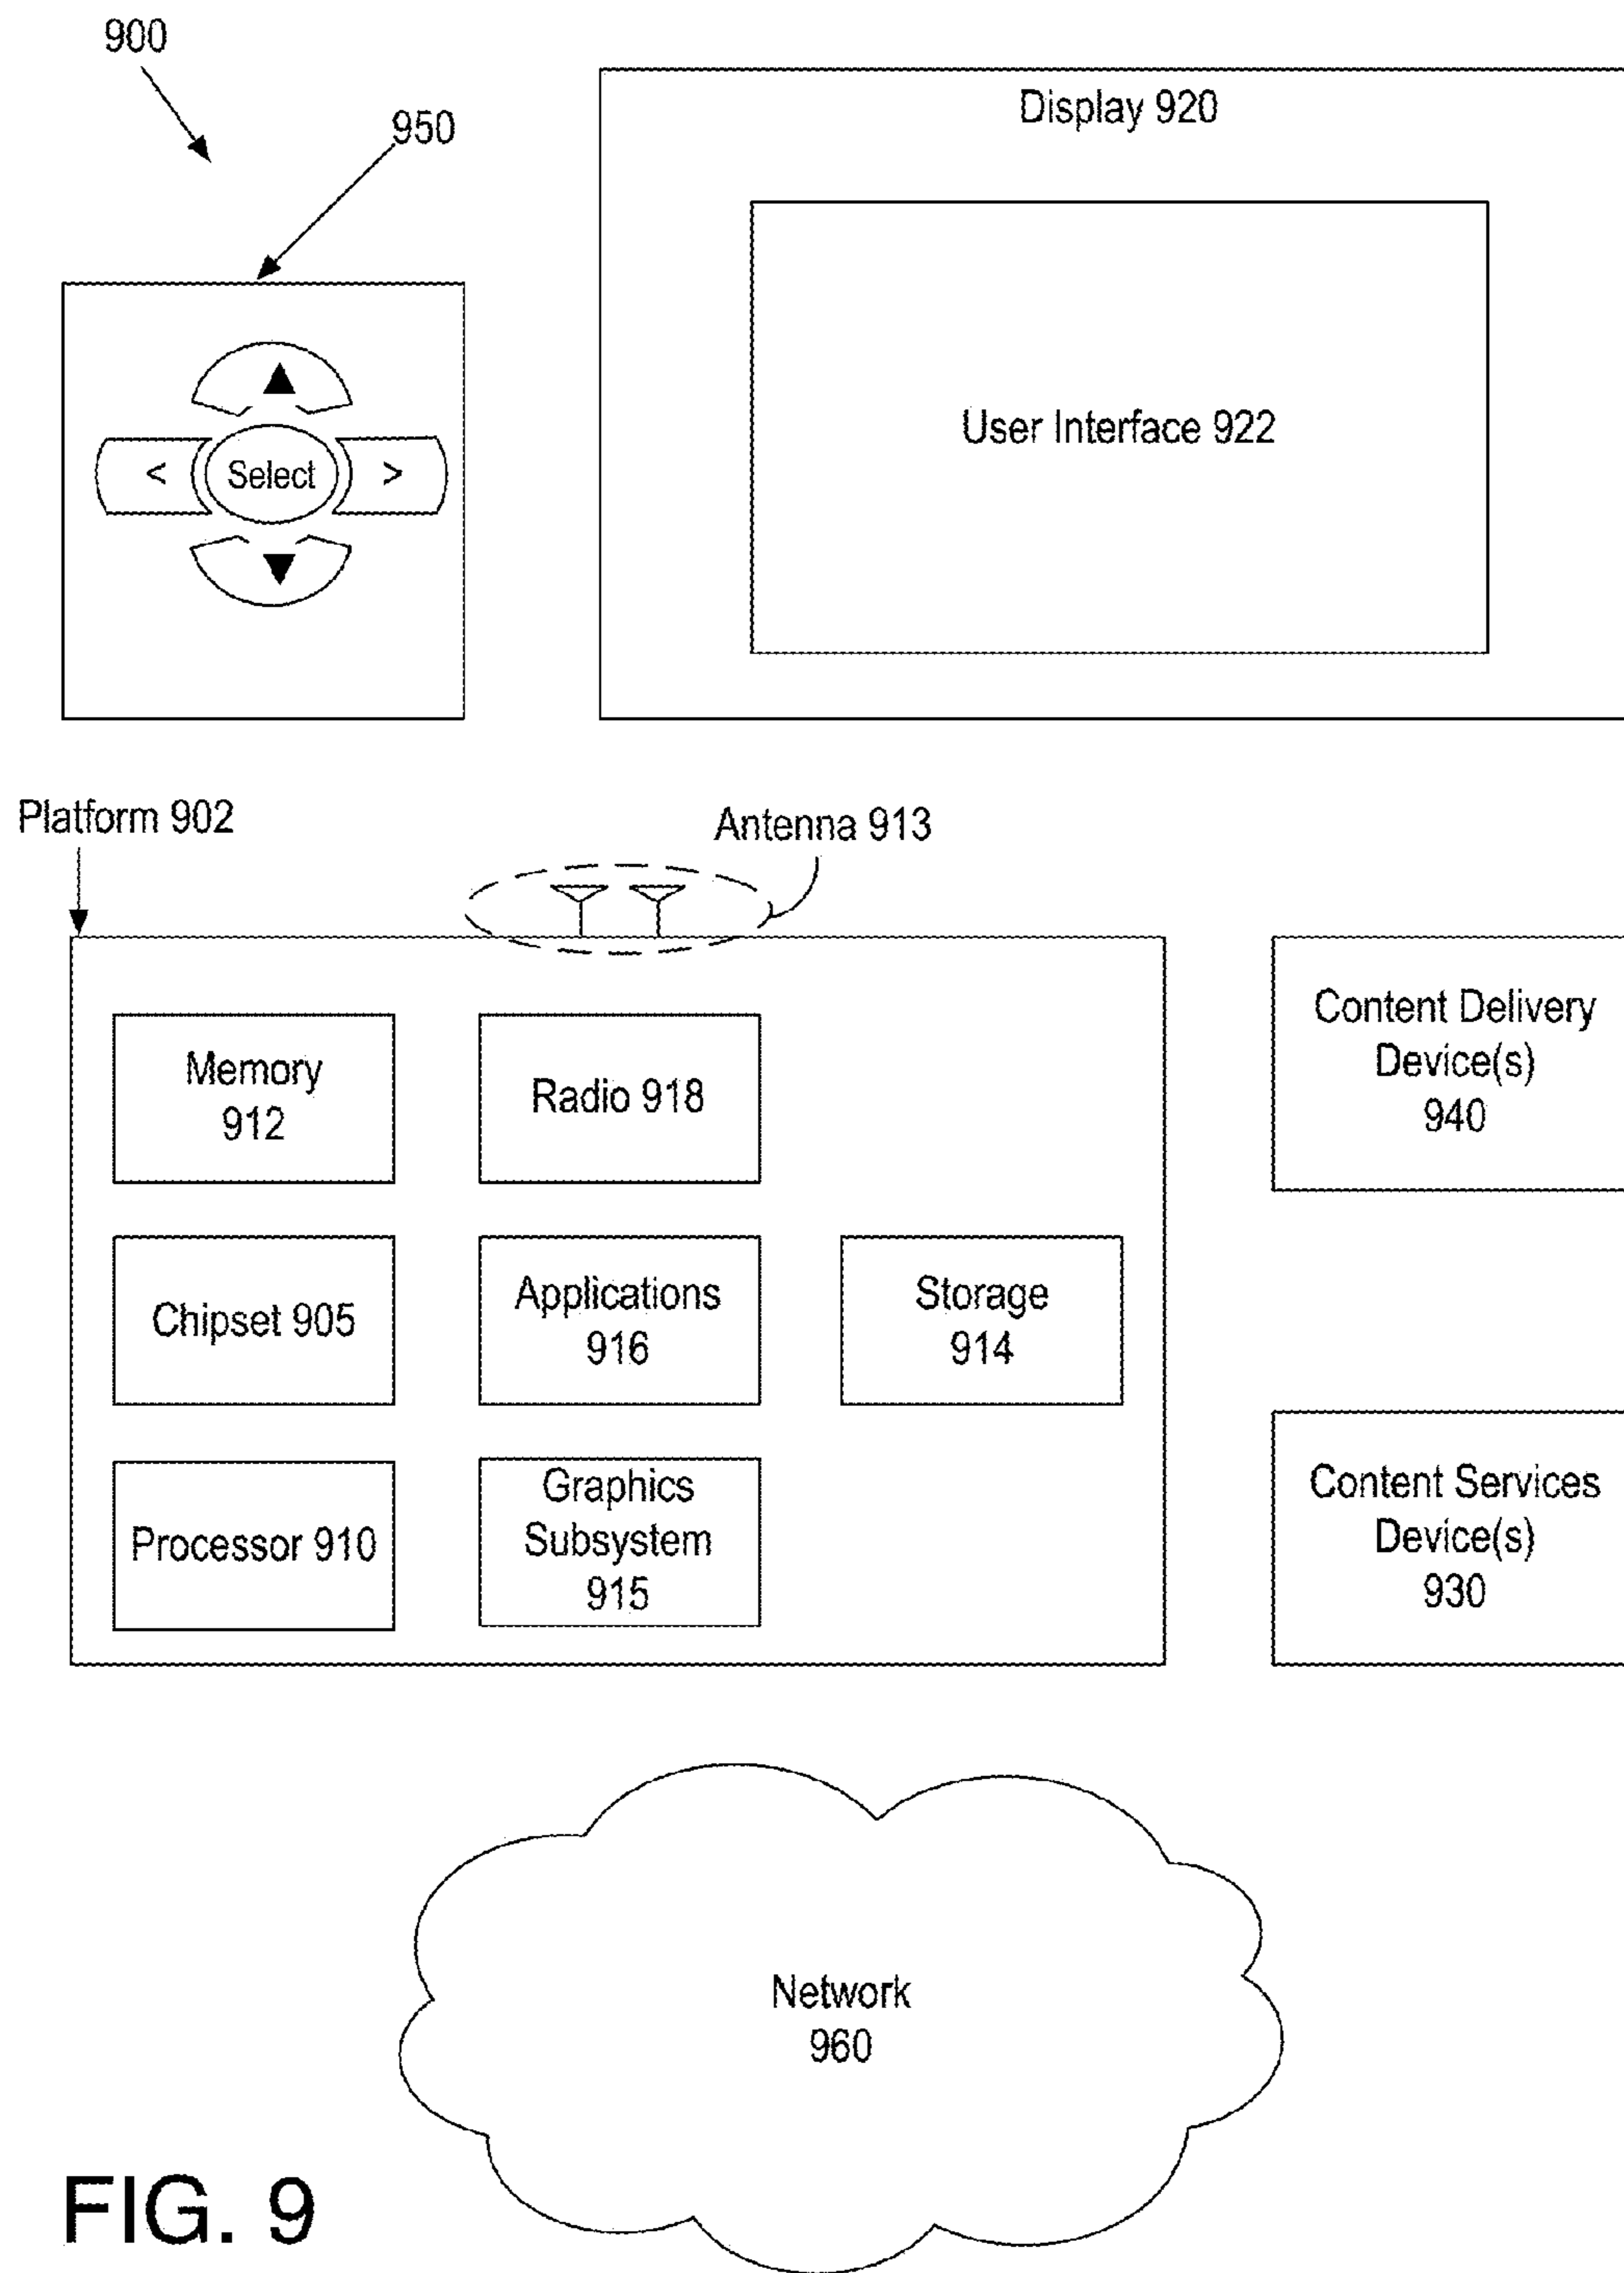 900
950
Display 920
User Interface 922
▲
< Select >
▼
Platform 902
Antenna 913
Memory
912
Radio 918
Chipset 905
Applications
916
Storage
914
Processor 910
Graphics
Subsystem
915
Content Delivery
Device(s)
940
Content Services
Device(s)
930
Network
960
FIG. 9